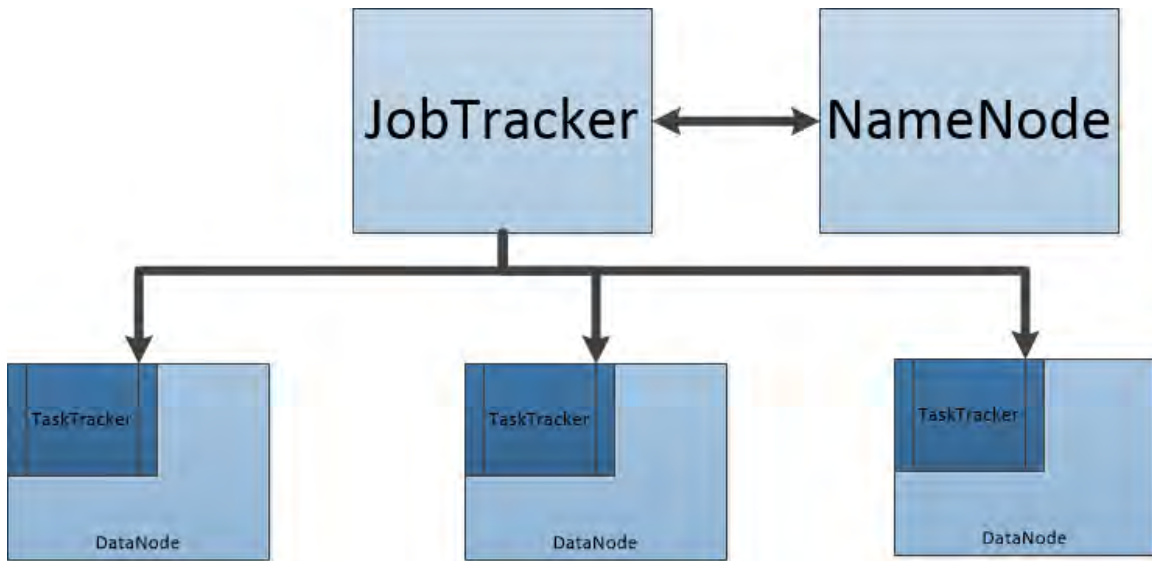 JobTracker
NameNode
TaskTracker
DataNode
TaskTracker
DataNode
TaskTracker
DataNode